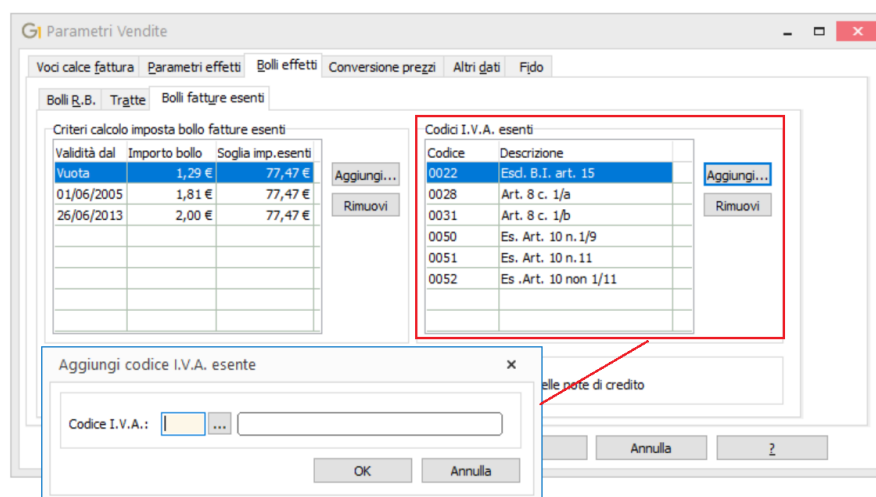 GI Parametri Vendite
Voci calce fattura Parametri effetti Bolli effetti Conversione prezzi Altri dati Fido
Bolli R.B. Tratte Bolli fatture esenti
Criteri calcolo imposta bollo fatture esenti
Validità dal Importo bollo Soglia imp.esenti
Vuota 1,29 € 77,47 €
01/06/2005 1,81 € 77,47 €
26/06/2013 2,00 € 77,47 €
Aggiungi...
Rimuovi
Codici I.V.A. esenti
Codice Descrizione
0022 Escl. B.I. art. 15
0028 Art. 8 c. 1/a
0031 Art. 8 c. 1/b
0050 Es. Art. 10 n.1/9
0051 Es. Art. 10 n.11
0052 Es .Art. 10 non 1/11
Aggiungi...
Rimuovi
elle note di credito
Annulla ?
Aggiungi codice I.V.A. esente
Codice I.V.A.: ...
OK Annulla